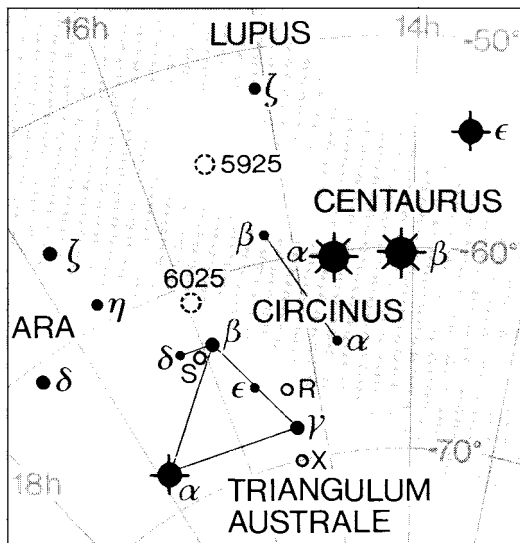 16h
LUPUS
14h
-50°
ζ
ε
5925
CENTAURUS
β
α
β
-60°
ζ
6025
η
CIRCINUS
ARA
β
α
δ
S
δ
ε
R
γ
-70°
X
18h
α
TRIANGULUM
AUSTRALE